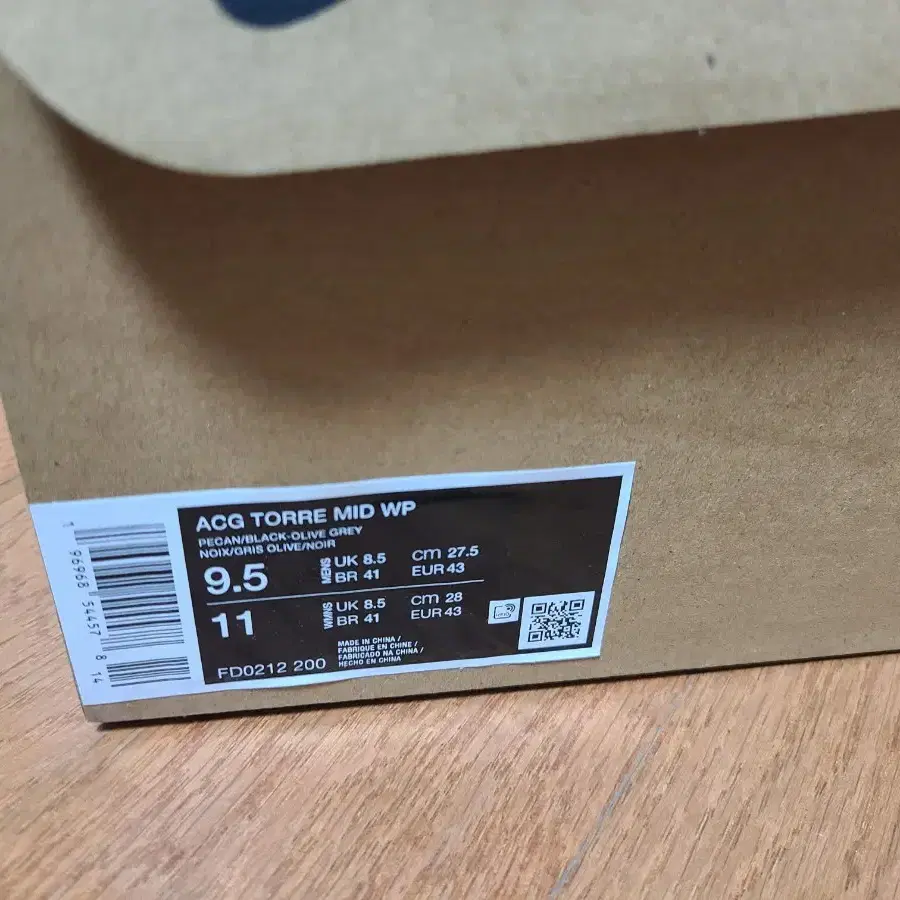 ACG TORRE MID WP
PECAN/BLACK-OLIVE GREY
NOIX/GRIS OLIVE/NOIR
9.5 MENS UK 8.5 CM 27.5
BR 41 EUR 43
11 WMNS UK 8.5 CM 28
BR 41 EUR 43
FD0212 200
MADE IN CHINA /
FABRIQUE EN CHINE /
FABRICADO NA CHINA /
HECHO EN CHINA
1 96968 54457 8 14